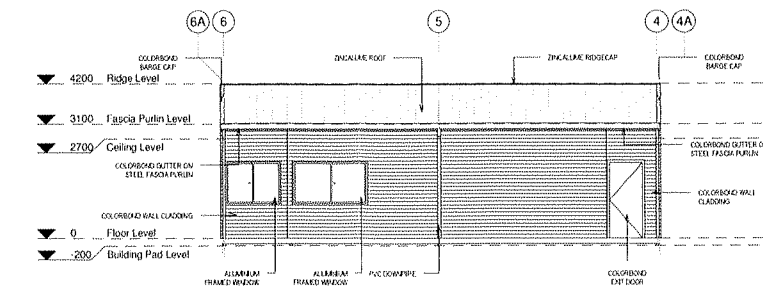 6A 6 5 4 4A
COLORBOND
BARGE CAP
ZINCALUME ROOF
ZINCALUME RIDGECAP
COLORBOND
BARGE CAP
4200 Ridge Level
3100 Fascia Purlin Level
2700 Ceiling Level
COLORBOND GUTTER ON
STEEL FASCIA PURLIN
COLORBOND GUTTER O
STEEL FASCIA PURLIN
COLORBOND WALL
CLADDING
COLORBOND WALL CLADDING
0 Floor Level
-200 Building Pad Level
ALUMINIUM
FRAMED WINDOW
ALUMINIUM
FRAMED WINDOW
PVC DOWNPIPE
COLORBOND
EXIT DOOR